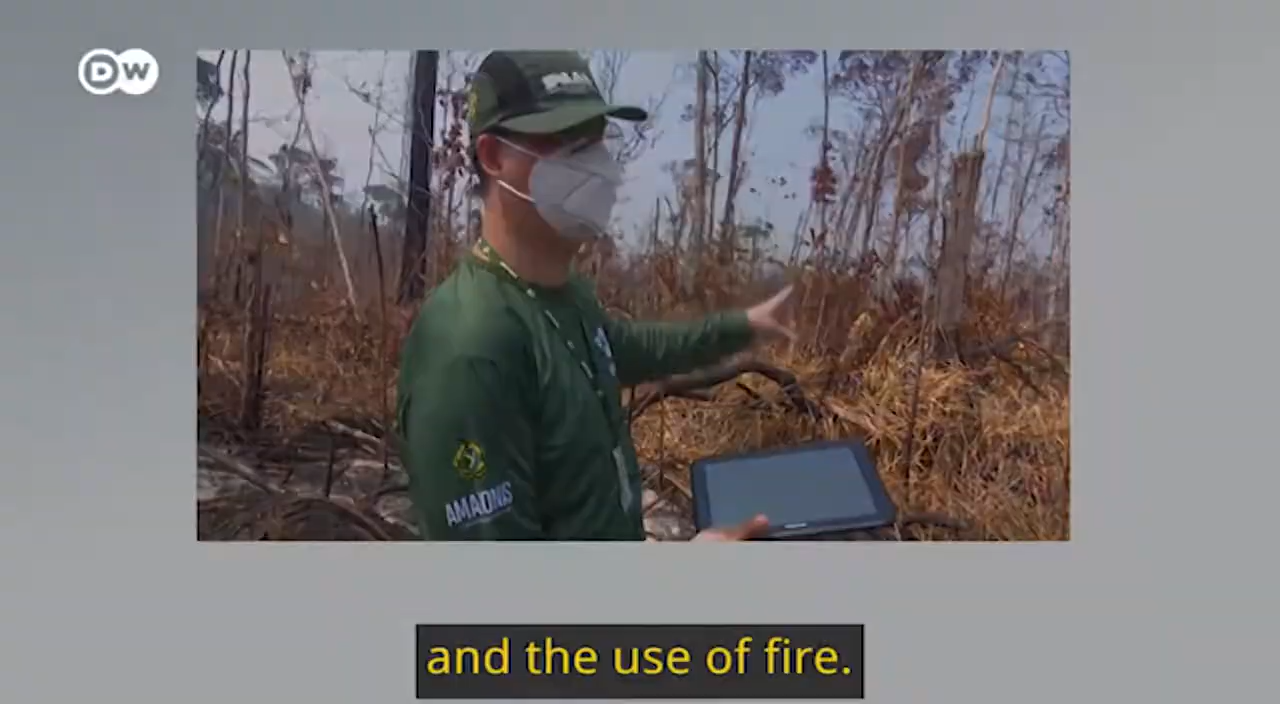 DW
AMAZONAS
and the use of fire.